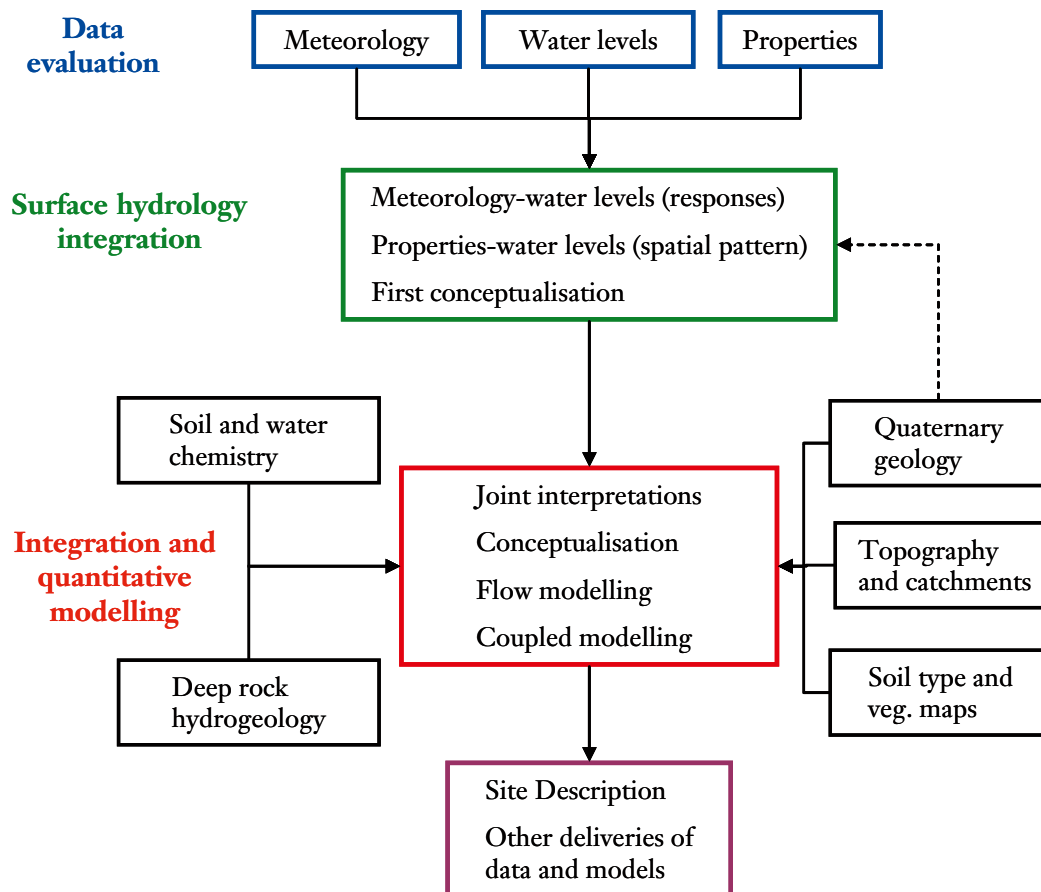 Data
evaluation
Meteorology
Water levels
Properties
Surface hydrology
integration
Meteorology-water levels (responses)
Properties-water levels (spatial pattern)
First conceptualisation
Soil and water
chemistry
Quaternary
geology
Integration and
quantitative
modelling
Joint interpretations
Conceptualisation
Flow modelling
Coupled modelling
Topography
and catchments
Deep rock
hydrogeology
Soil type and
veg. maps
Site Description
Other deliveries of
data and models